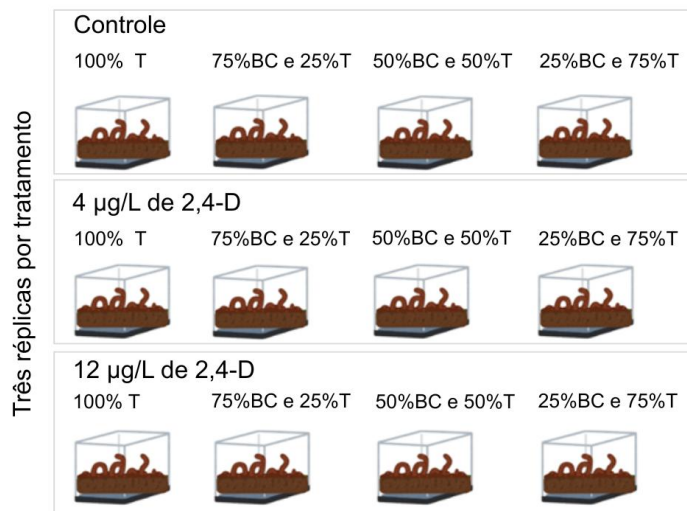 Três réplicas por tratamento
Controle
100% T
75%BC e 25%T
50%BC e 50%T
25%BC e 75%T
4 µg/L de 2,4-D
100% T
75%BC e 25%T
50%BC e 50%T
25%BC e 75%T
12 µg/L de 2,4-D
100% T
75%BC e 25%T
50%BC e 50%T
25%BC e 75%T